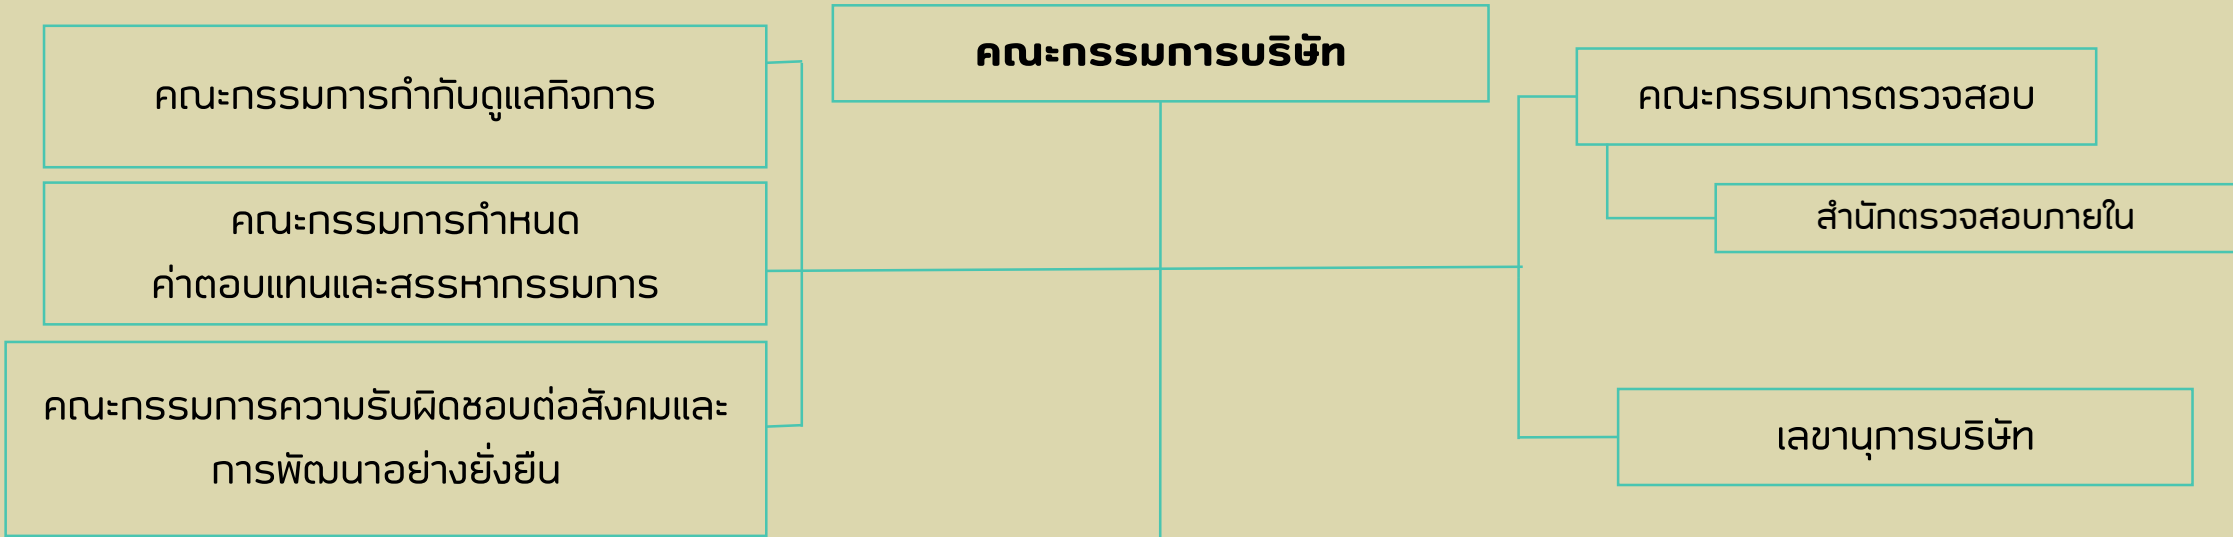 คณะกรรมการบริษัท
คณะกรรมการกำกับดูแลกิจการ
คณะกรรมการกำหนด
ค่าตอบแทนและสรรหากรรมการ
คณะกรรมการความรับผิดชอบต่อสังคมและ
การพัฒนาอย่างยั่งยืน
คณะกรรมการตรวจสอบ
สำนักตรวจสอบภายใน
เลขานุการบริษัท